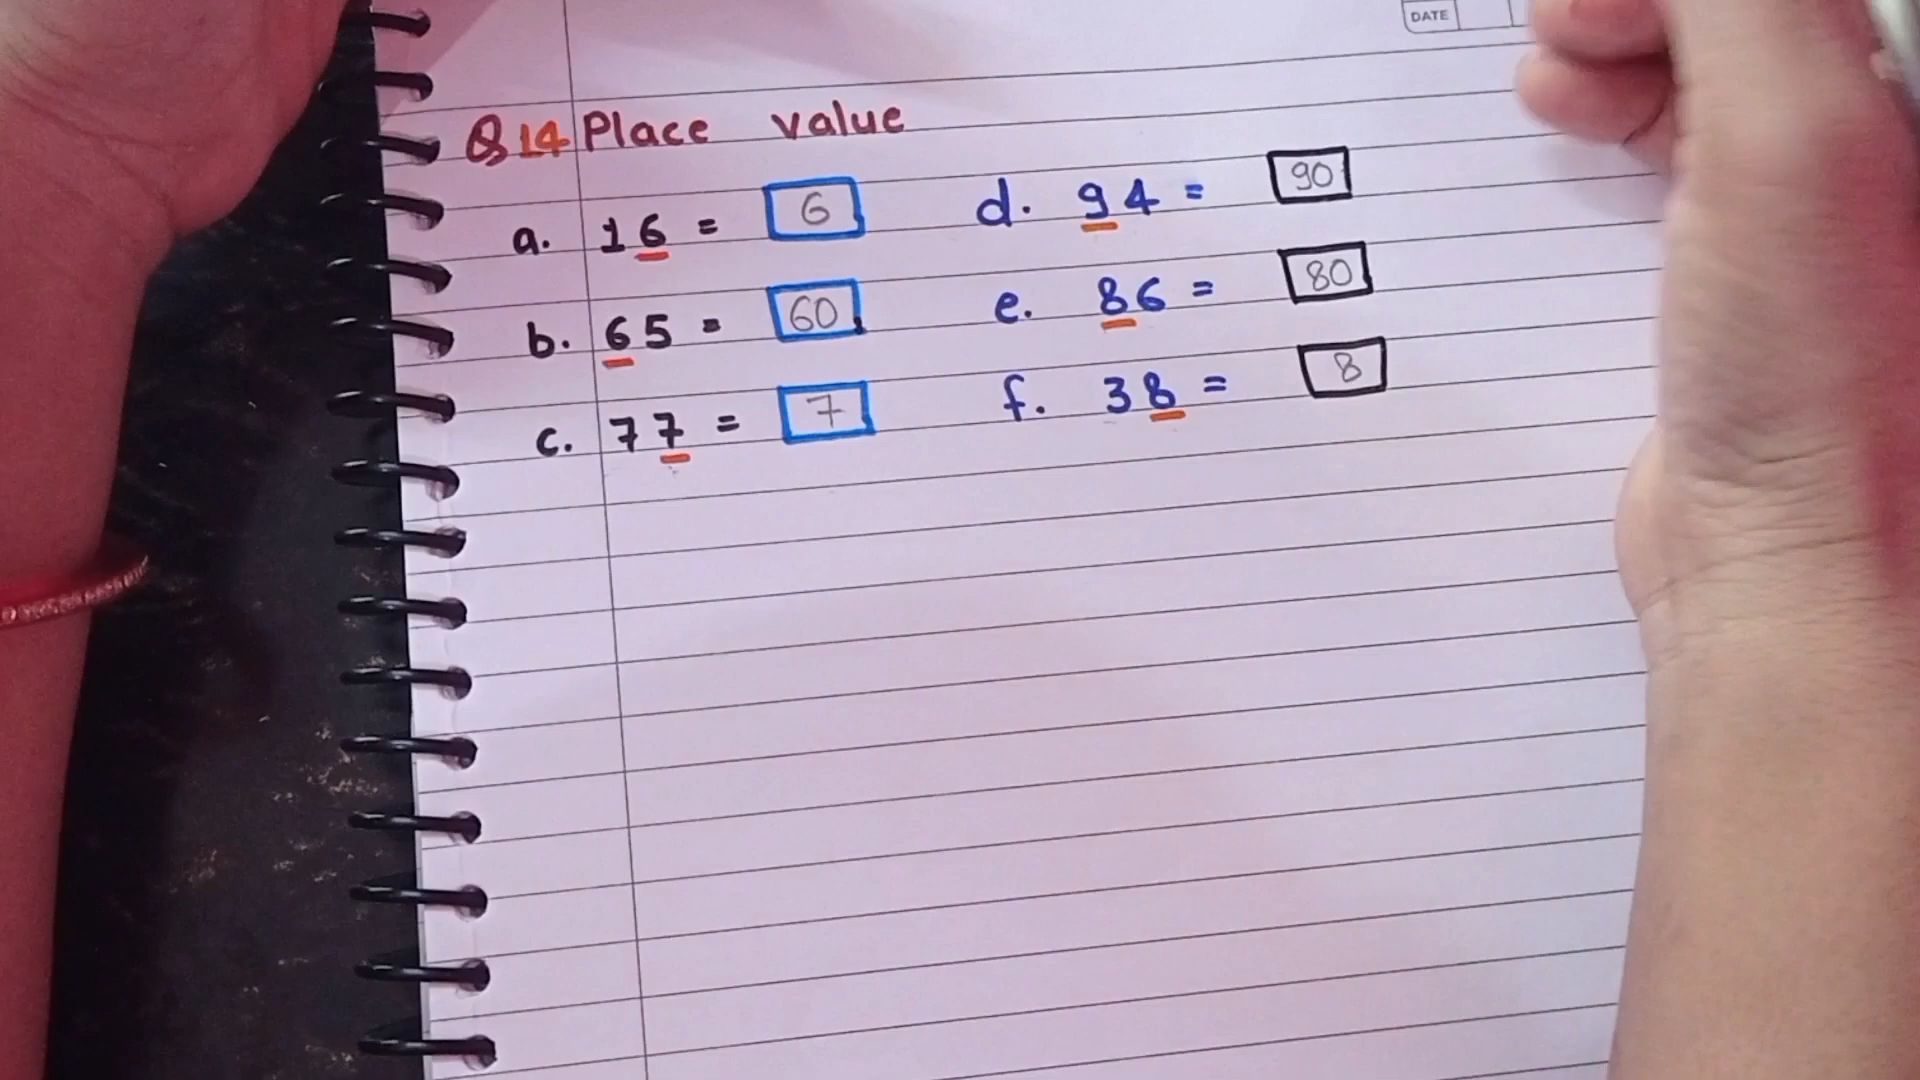 DATE
Q14 Place value
a. 16 = 6 d. 94 = 90
b. 65 = 60 e. 86 = 80
c. 77 = 7 f. 38 = 8